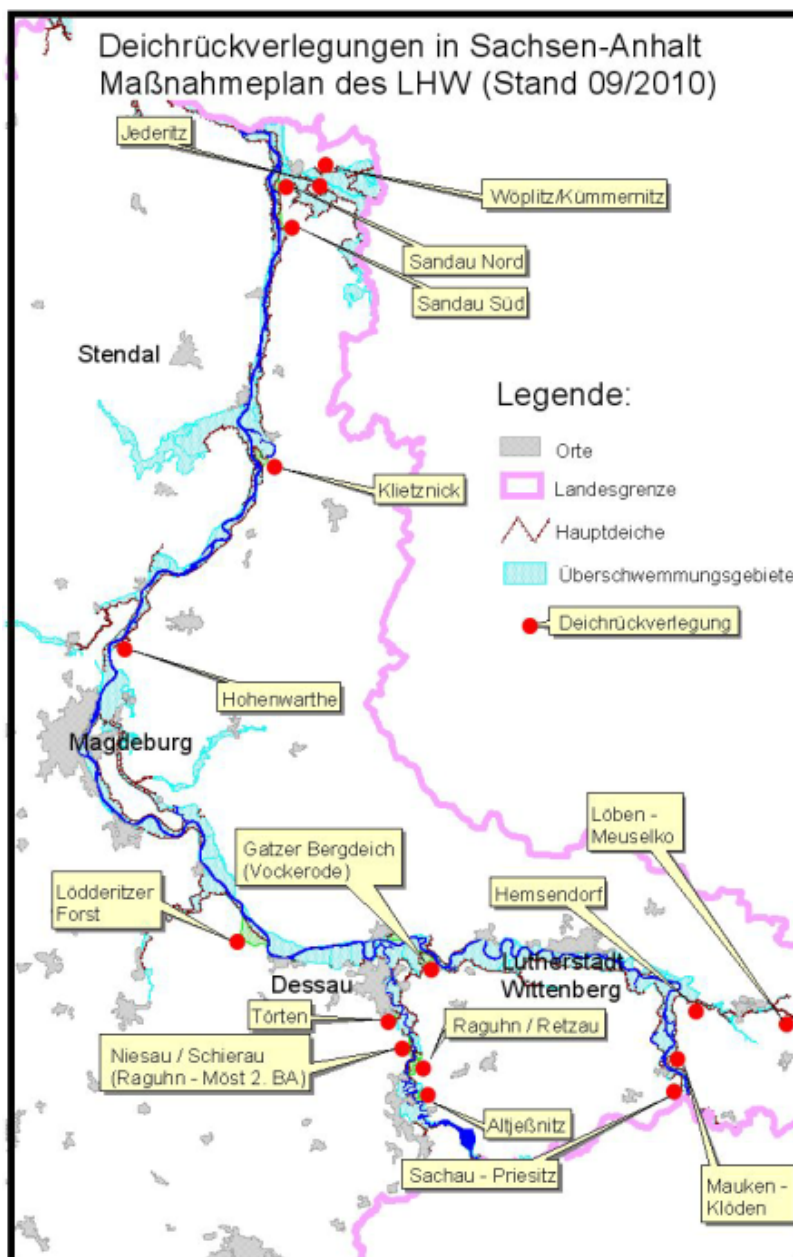 Deichrückverlegungen in Sachsen-Anhalt
Maßnahmeplan des LHW (Stand 09/2010)
Jederitz
Wöplitz/Kümmernitz
Sandau Nord
Sandau Süd
Stendal
Legende:
Orte
Landesgrenze
Hauptdeiche
Überschwemmungsgebiete
Deichrückverlegung
Klietznick
Hohenwarthe
Magdeburg
Löben -
Meuselko
Gatzer Bergdeich
(Vockerode)
Hemsendorf
Lödderitzer
Forst
Lutherstadt
Wittenberg
Dessau
Törten
Raguhn / Retzau
Niesau / Schierau
(Raguhn - Möst 2. BA)
Altjeßnitz
Sachau - Priesitz
Mauken -
Klöden